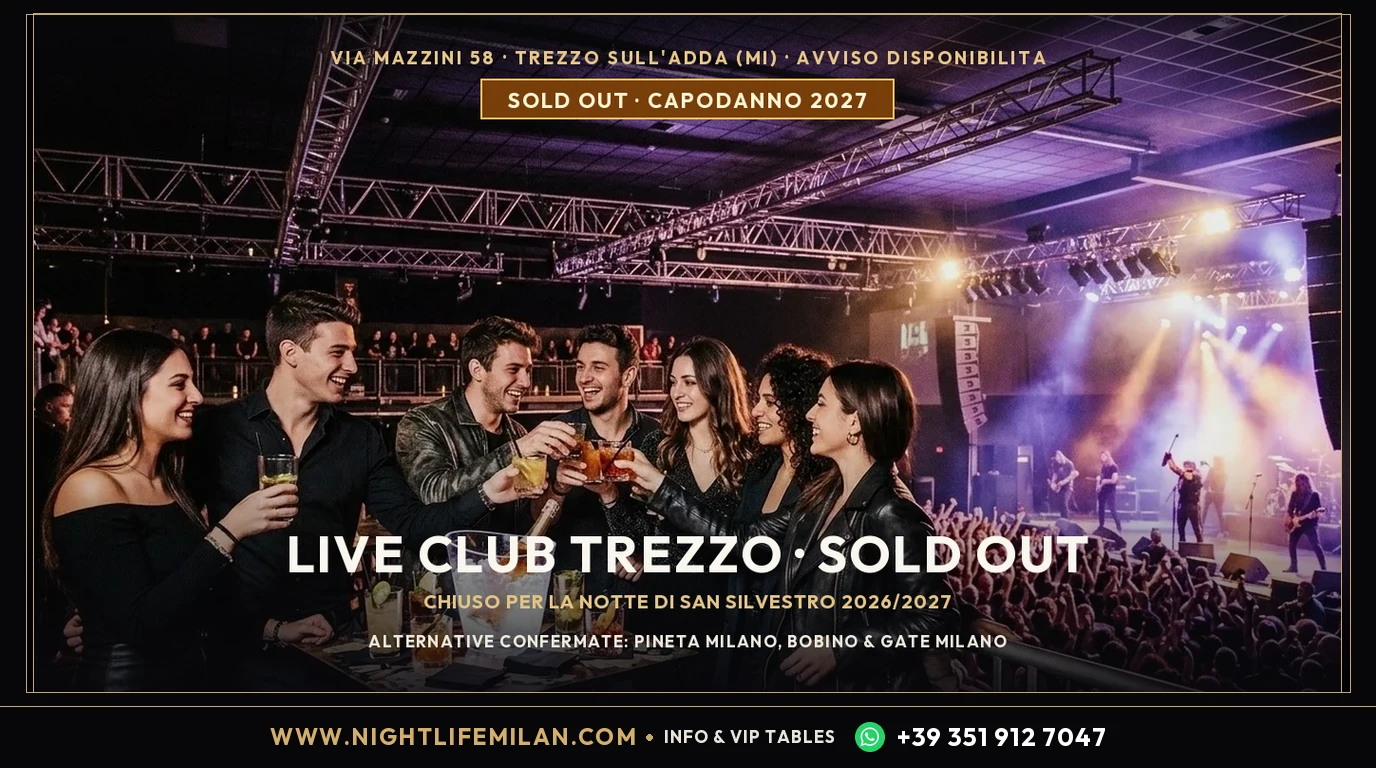 VIA MAZZINI 58 · TREZZO SULL'ADDA (MI) · AVVISO DISPONIBILITA
SOLD OUT · CAPODANNO 2027
LIVE CLUB TREZZO · SOLD OUT
CHIUSO PER LA NOTTE DI SAN SILVESTRO 2026/2027
ALTERNATIVE CONFERMATE: PINETA MILANO, BOBINO & GATE MILANO
WWW.NIGHTLIFEMILAN.COM • INFO & VIP TABLES +39 351 912 7047